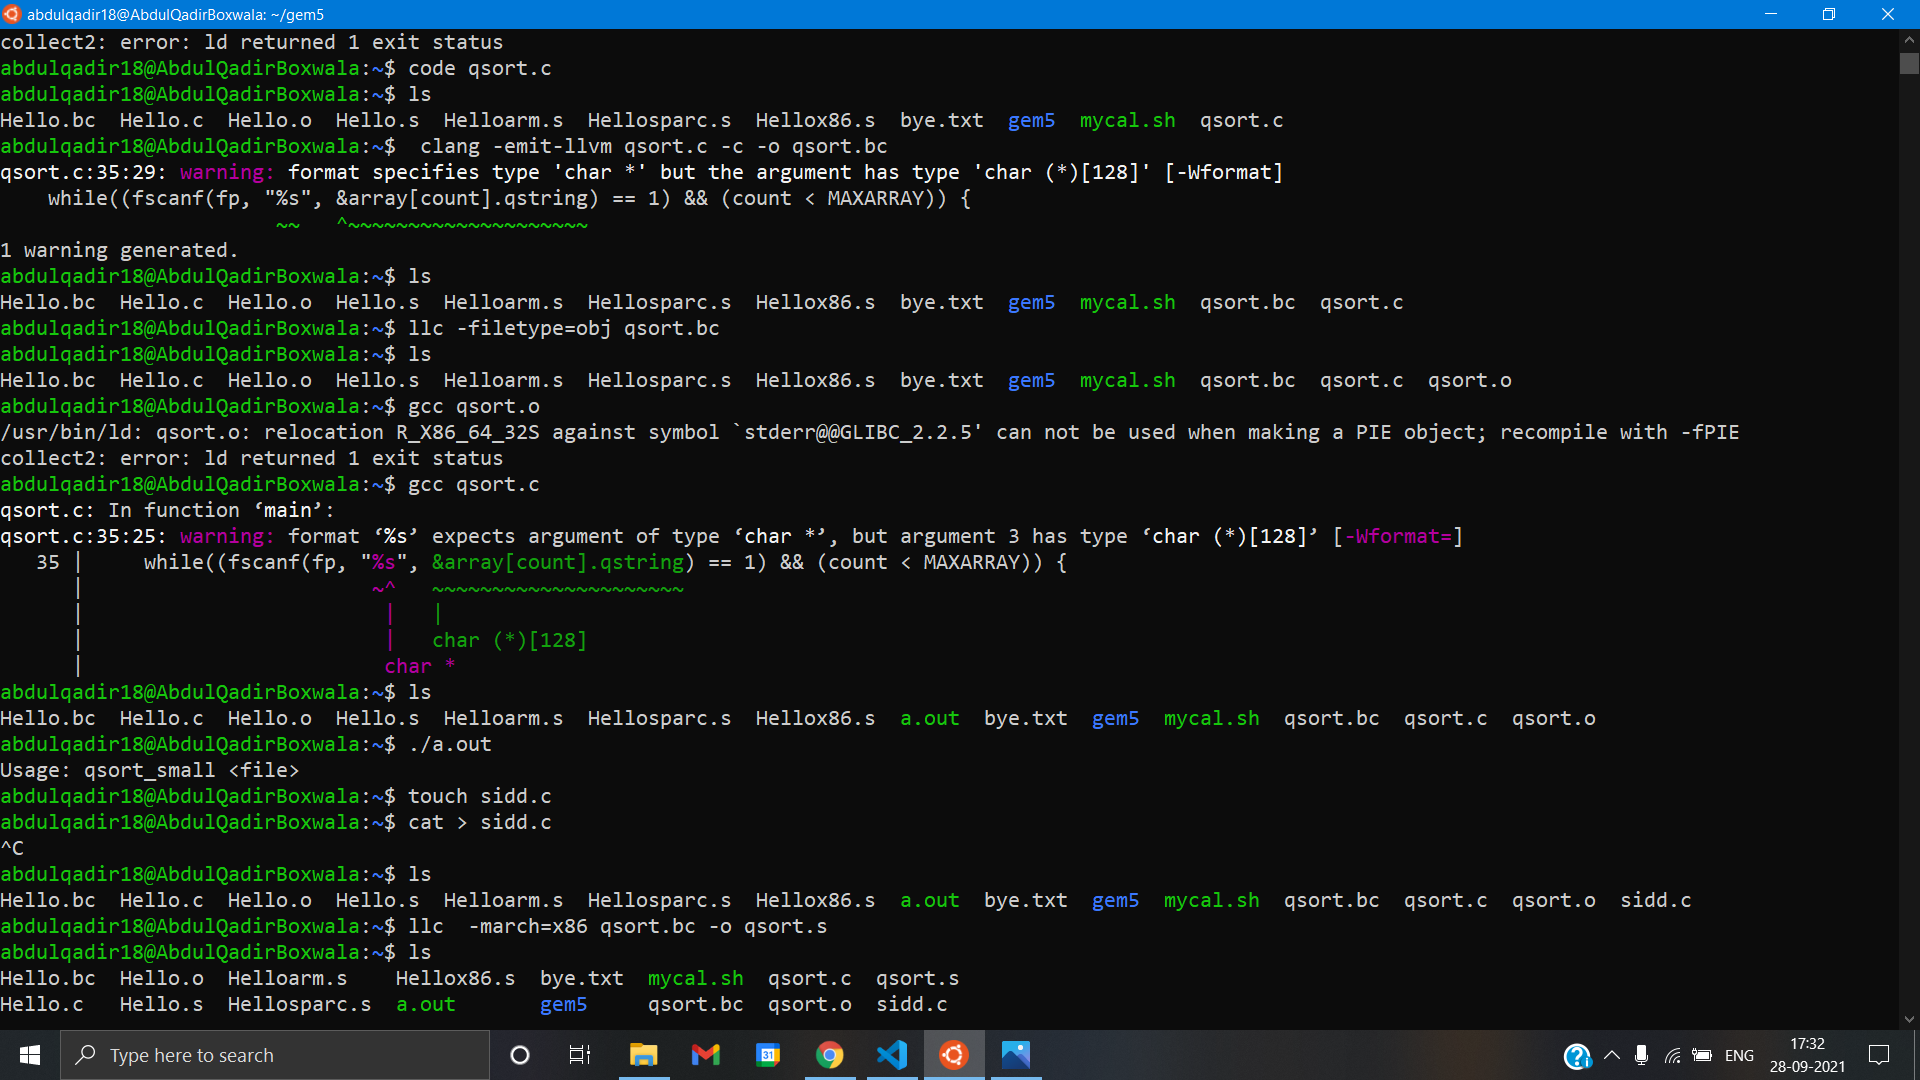 abdulqadir18@AbdulQadirBoxwala: ~/gem5
collect2: error: ld returned 1 exit status
abdulqadir18@AbdulQadirBoxwala:~$ code qsort.c
abdulqadir18@AbdulQadirBoxwala:~$ ls
Hello.bc  Hello.c  Hello.o  Hello.s  Helloarm.s  Hellosparc.s  Hellox86.s  bye.txt  gem5  mycal.sh  qsort.c
abdulqadir18@AbdulQadirBoxwala:~$  clang -emit-llvm qsort.c -c -o qsort.bc
qsort.c:35:29: warning: format specifies type 'char *' but the argument has type 'char (*)[128]' [-Wformat]
    while((fscanf(fp, "%s", &array[count].qstring) == 1) && (count < MAXARRAY)) {
                       ~~   ^~~~~~~~~~~~~~~~~~~~~
1 warning generated.
abdulqadir18@AbdulQadirBoxwala:~$ ls
Hello.bc  Hello.c  Hello.o  Hello.s  Helloarm.s  Hellosparc.s  Hellox86.s  bye.txt  gem5  mycal.sh  qsort.bc  qsort.c
abdulqadir18@AbdulQadirBoxwala:~$ llc -filetype=obj qsort.bc
abdulqadir18@AbdulQadirBoxwala:~$ ls
Hello.bc  Hello.c  Hello.o  Hello.s  Helloarm.s  Hellosparc.s  Hellox86.s  bye.txt  gem5  mycal.sh  qsort.bc  qsort.c  qsort.o
abdulqadir18@AbdulQadirBoxwala:~$ gcc qsort.o
/usr/bin/ld: qsort.o: relocation R_X86_64_32S against symbol `stderr@@GLIBC_2.2.5' can not be used when making a PIE object; recompile with -fPIE
collect2: error: ld returned 1 exit status
abdulqadir18@AbdulQadirBoxwala:~$ gcc qsort.c
qsort.c: In function ‘main’:
qsort.c:35:25: warning: format ‘%s’ expects argument of type ‘char *’, but argument 3 has type ‘char (*)[128]’ [-Wformat=]
   35 |     while((fscanf(fp, "%s", &array[count].qstring) == 1) && (count < MAXARRAY)) {
      |                        ~^   ~~~~~~~~~~~~~~~~~~~~~
      |                         |   |
      |                         |   char (*)[128]
      |                         char *
abdulqadir18@AbdulQadirBoxwala:~$ ls
Hello.bc  Hello.c  Hello.o  Hello.s  Helloarm.s  Hellosparc.s  Hellox86.s  a.out  bye.txt  gem5  mycal.sh  qsort.bc  qsort.c  qsort.o
abdulqadir18@AbdulQadirBoxwala:~$ ./a.out
Usage: qsort_small <file>
abdulqadir18@AbdulQadirBoxwala:~$ touch sidd.c
abdulqadir18@AbdulQadirBoxwala:~$ cat > sidd.c
^C
abdulqadir18@AbdulQadirBoxwala:~$ ls
Hello.bc  Hello.c  Hello.o  Hello.s  Helloarm.s  Hellosparc.s  Hellox86.s  a.out  bye.txt  gem5  mycal.sh  qsort.bc  qsort.c  qsort.o  sidd.c
abdulqadir18@AbdulQadirBoxwala:~$ llc  -march=x86 qsort.bc -o qsort.s
abdulqadir18@AbdulQadirBoxwala:~$ ls
Hello.bc  Hello.o  Helloarm.s    Hellox86.s  bye.txt  mycal.sh  qsort.c  qsort.s
Hello.c   Hello.s  Hellosparc.s  a.out       gem5     qsort.bc  qsort.o  sidd.c
Type here to search
31
ENG
17:32
28-09-2021